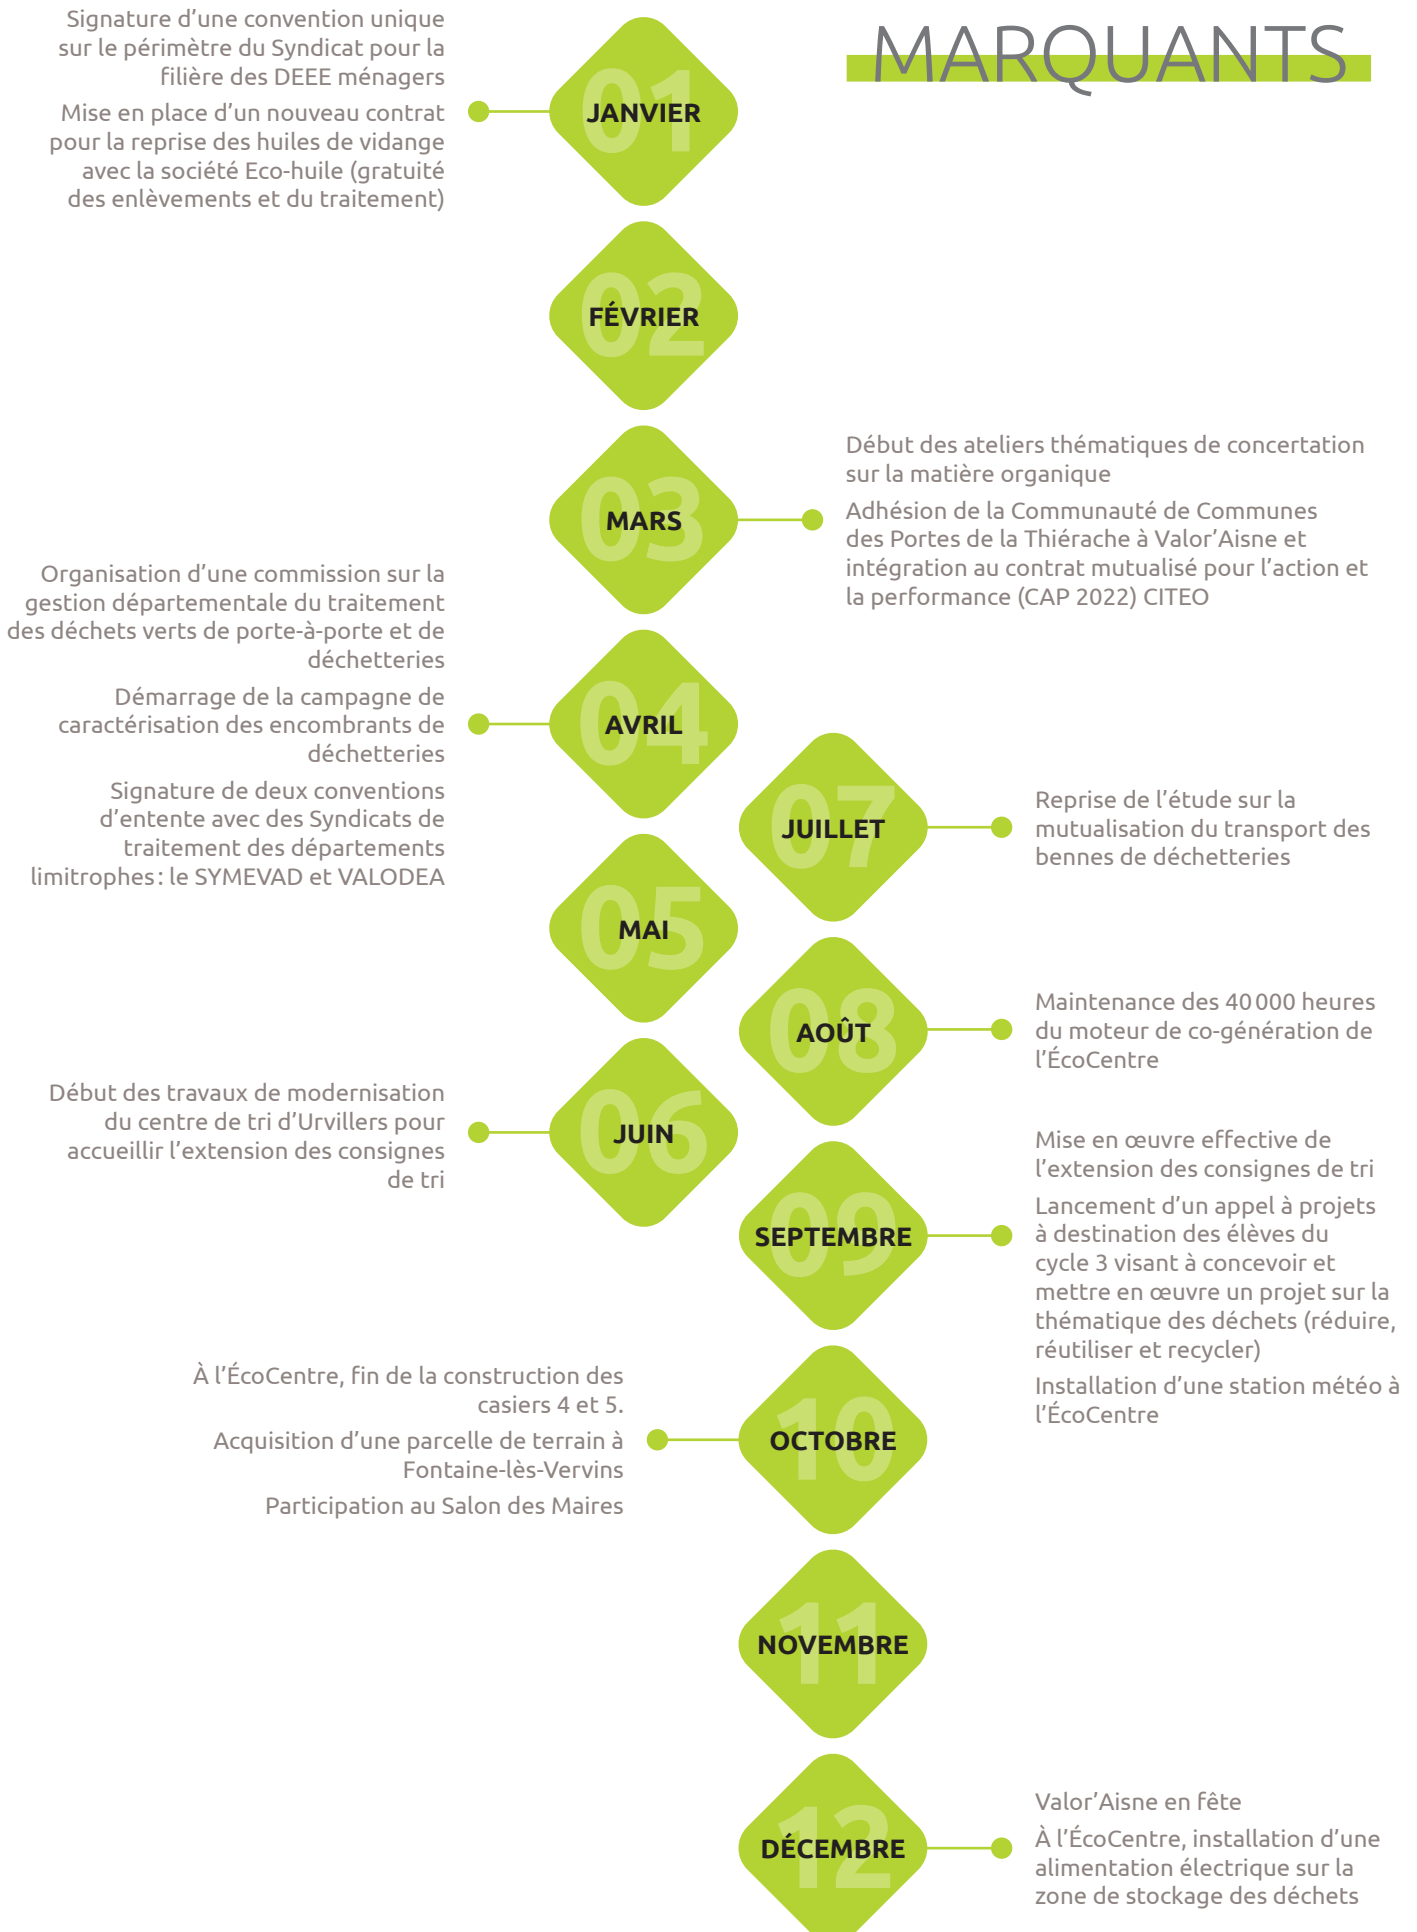 MARQUANTS
Signature d’une convention unique
sur le périmètre du Syndicat pour la
filière des DEEE ménagers
Mise en place d’un nouveau contrat
pour la reprise des huiles de vidange
avec la société Eco-huile (gratuité
des enlèvements et du traitement)
01
JANVIER
02
FÉVRIER
03
MARS
Début des ateliers thématiques de concertation
sur la matière organique
Adhésion de la Communauté de Communes
des Portes de la Thiérache à Valor’Aisne et
intégration au contrat mutualisé pour l’action et
la performance (CAP 2022) CITEO
Organisation d’une commission sur la
gestion départementale du traitement
des déchets verts de porte-à-porte et de
déchetteries
Démarrage de la campagne de
caractérisation des encombrants de
déchetteries
Signature de deux conventions
d’entente avec des Syndicats de
traitement des départements
limitrophes : le SYMEVAD et VALODEA
04
AVRIL
05
MAI
Début des travaux de modernisation
du centre de tri d’Urvillers pour
accueillir l’extension des consignes
de tri
06
JUIN
07
JUILLET
Reprise de l’étude sur la
mutualisation du transport des
bennes de déchetteries
08
AOÛT
Maintenance des 40 000 heures
du moteur de co-génération de
l’ÉcoCentre
09
SEPTEMBRE
Mise en œuvre effective de
l’extension des consignes de tri
Lancement d’un appel à projets
à destination des élèves du
cycle 3 visant à concevoir et
mettre en œuvre un projet sur la
thématique des déchets (réduire,
réutiliser et recycler)
Installation d’une station météo à
l’ÉcoCentre
À l’ÉcoCentre, fin de la construction des
casiers 4 et 5.
Acquisition d’une parcelle de terrain à
Fontaine-lès-Vervins
Participation au Salon des Maires
10
OCTOBRE
11
NOVEMBRE
12
DÉCEMBRE
Valor’Aisne en fête
À l’ÉcoCentre, installation d’une
alimentation électrique sur la
zone de stockage des déchets